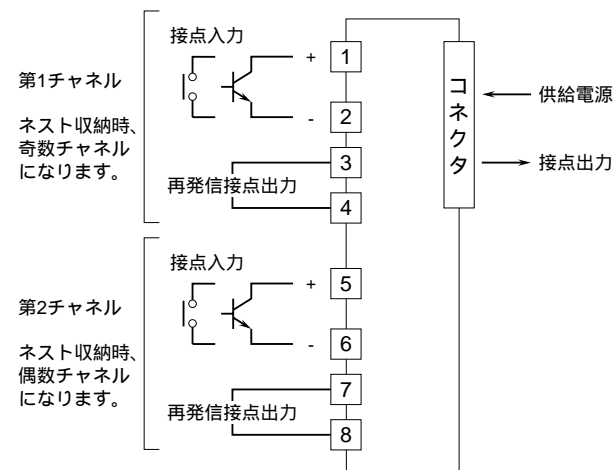 接点入力
第1チャネル
ネスト収納時、
奇数チャネル
になります。
+
-
再発信接点出力
1
2
3
4
接点入力
第2チャネル
ネスト収納時、
偶数チャネル
になります。
+
-
再発信接点出力
5
6
7
8
コネクタ
供給電源
接点出力